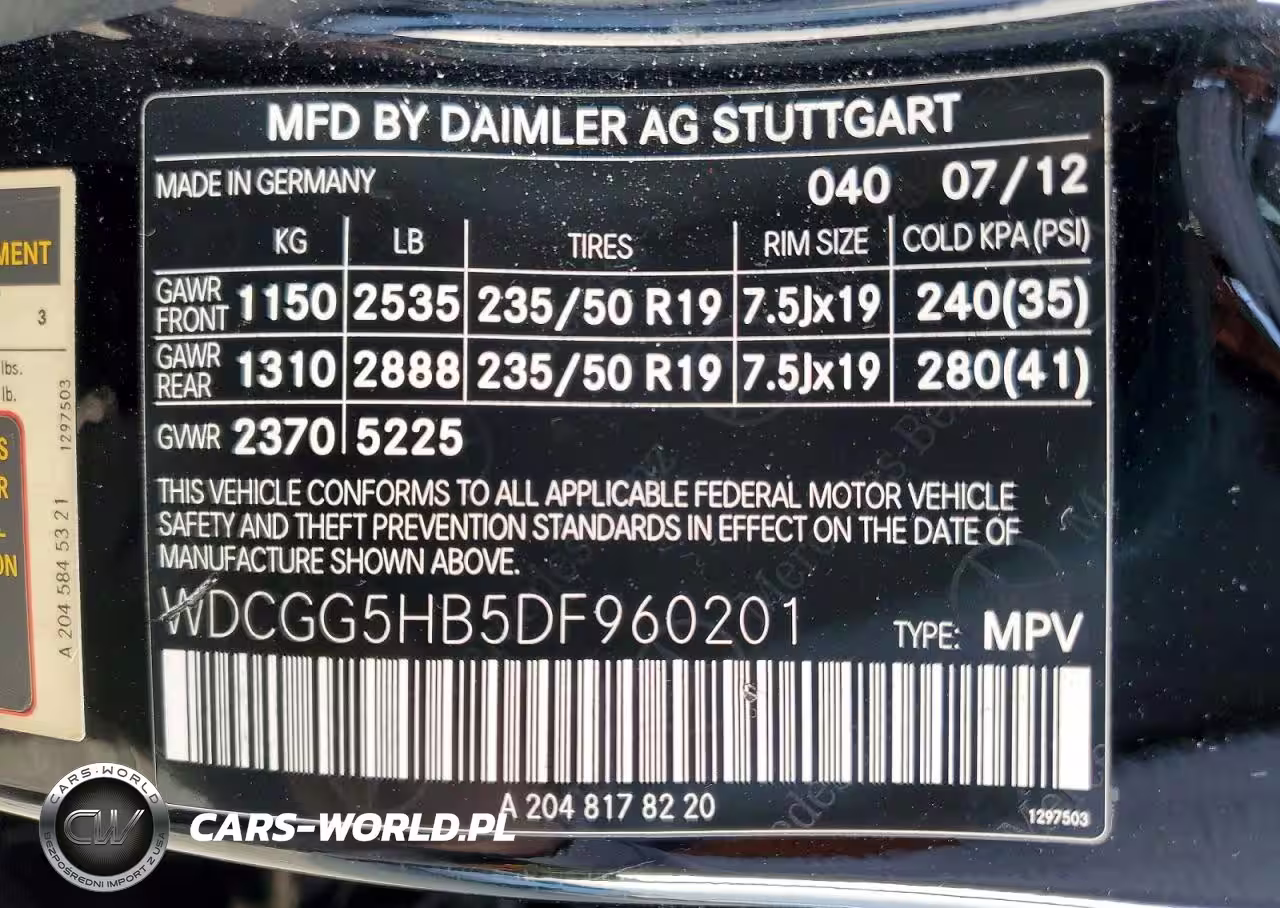 MFD BY DAIMLER AG STUTTGART
MADE IN GERMANY 040 07/12
KG LB TIRES RIM SIZE COLD KPA (PSI)
GAWR FRONT 1150 2535 235/50 R19 7.5Jx19 240(35)
GAWR REAR 1310 2888 235/50 R19 7.5Jx19 280(41)
GVWR 2370 5225
THIS VEHICLE CONFORMS TO ALL APPLICABLE FEDERAL MOTOR VEHICLE
SAFETY AND THEFT PREVENTION STANDARDS IN EFFECT ON THE DATE OF
MANUFACTURE SHOWN ABOVE.
WDCGG5HB5DF960201 TYPE: MPV
A 204 817 82 20
1297503
MENT
3
lbs.
lb.
S
R
L
ON
1297503
A 204 584 53 21
CARS-WORLD
CW
BEZPOŚREDNI IMPORT Z USA
CARS-WORLD.PL